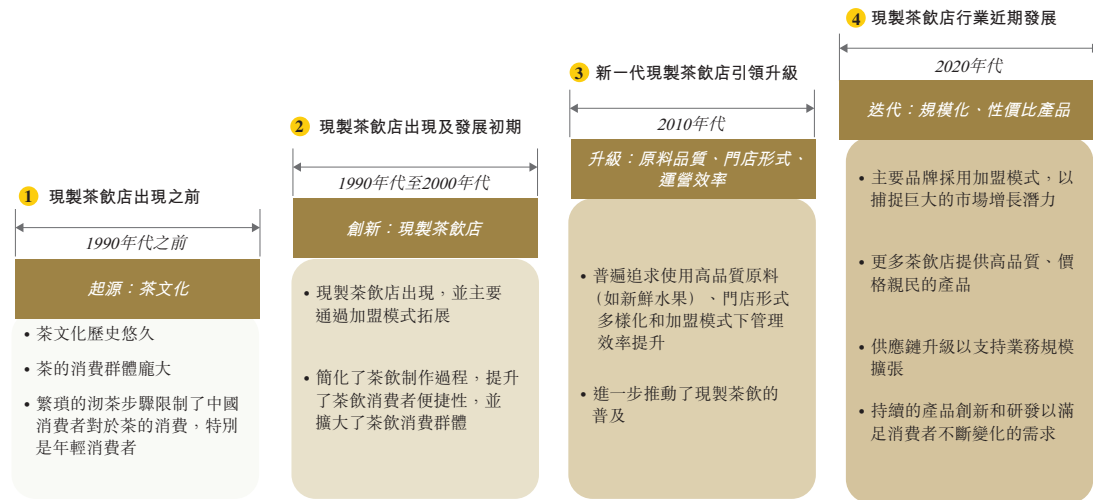 1 現製茶飲店出現之前
1990年代之前
起源：茶文化
• 茶文化歷史悠久
• 茶的消費群體龐大
• 繁瑣的沏茶步驟限制了中國
消費者對於茶的消費，特別
是年輕消費者
2 現製茶飲店出現及發展初期
1990年代至2000年代
創新：現製茶飲店
• 現製茶飲店出現，並主要
通過加盟模式拓展
• 簡化了茶飲制作過程，提升
了茶飲消費者便捷性，並
擴大了茶飲消費群體
3 新一代現製茶飲店引領升級
2010年代
升級：原料品質、門店形式、
運營效率
• 普遍追求使用高品質原料
(如新鮮水果）、門店形式
多樣化和加盟模式下管理
效率提升
• 進一步推動了現製茶飲的
普及
4 現製茶飲店行業近期發展
2020年代
迭代：規模化、性價比產品
• 主要品牌採用加盟模式，以
捕捉巨大的市場增長潛力
• 更多茶飲店提供高品質、價
格親民的產品
• 供應鏈升級以支持業務規模
擴張
• 持續的產品創新和研發以滿
足消費者不斷變化的需求